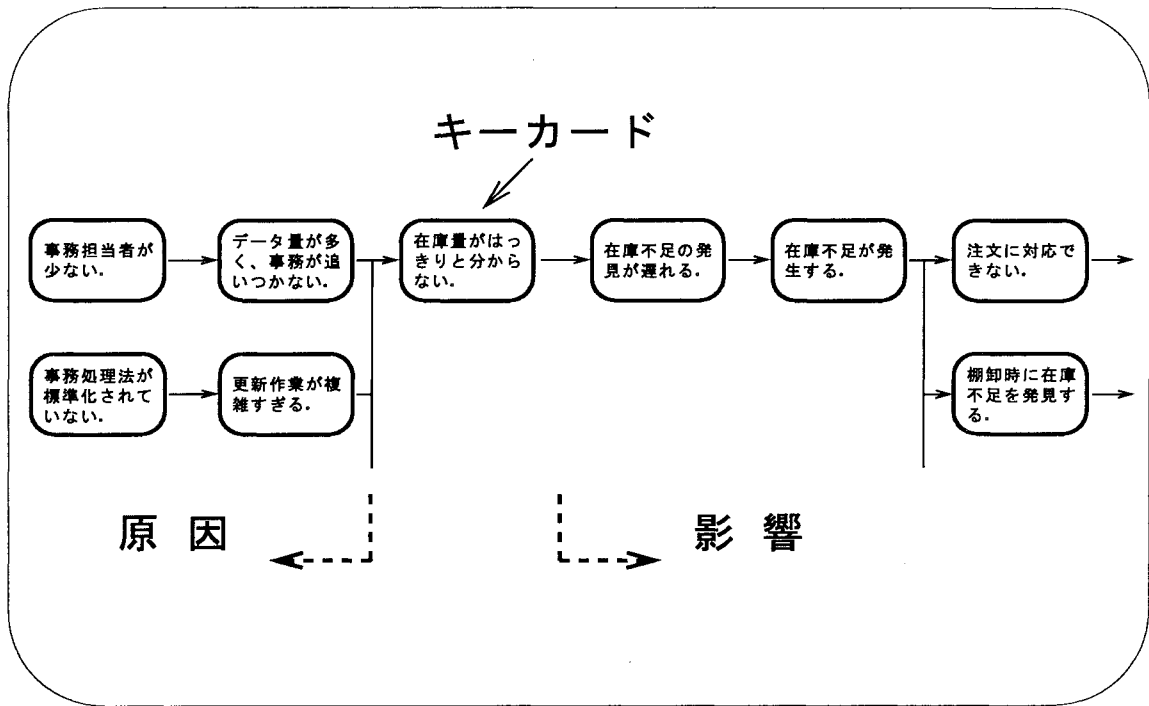 キーカード
事務担当者が
少ない.
データ量が多
く、事務が追
いつかない.
在庫量がはっ
きりと分から
ない.
在庫不足の発
見が遅れる.
在庫不足が発
生する.
注文に対応で
きない.
事務処理法が
標準化されて
いない.
更新作業が複
雑すぎる.
棚卸時に在庫
不足を発見す
る.
原因
影響